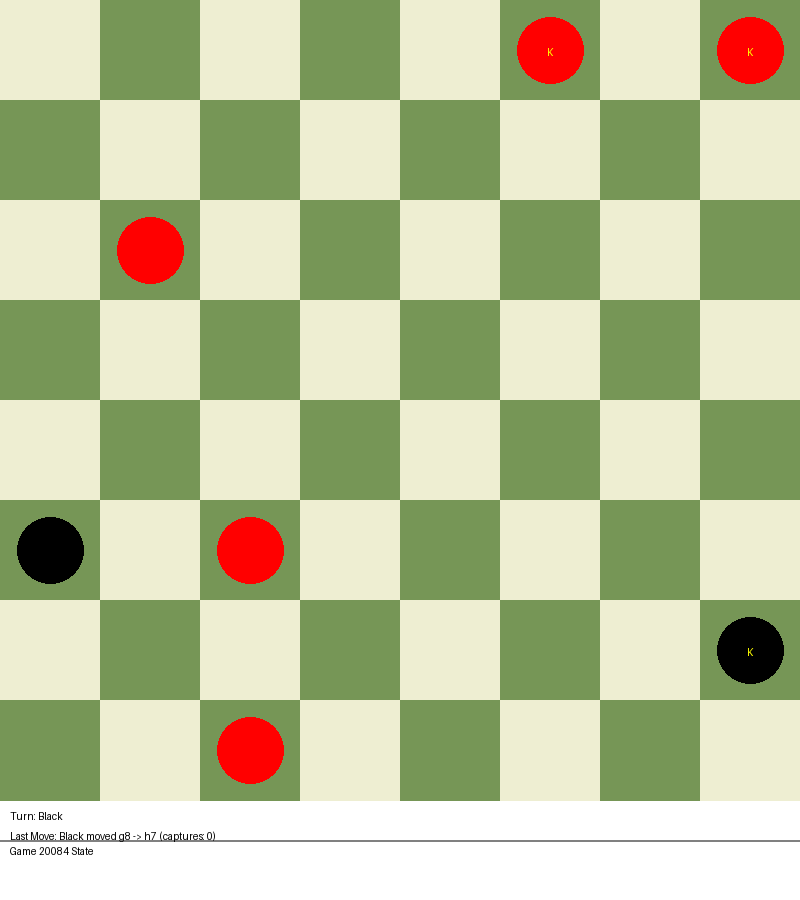 K K
K
Turn: Black
Last Move: Black moved g8 -> h7 (captures: 0)
Game 20084 State